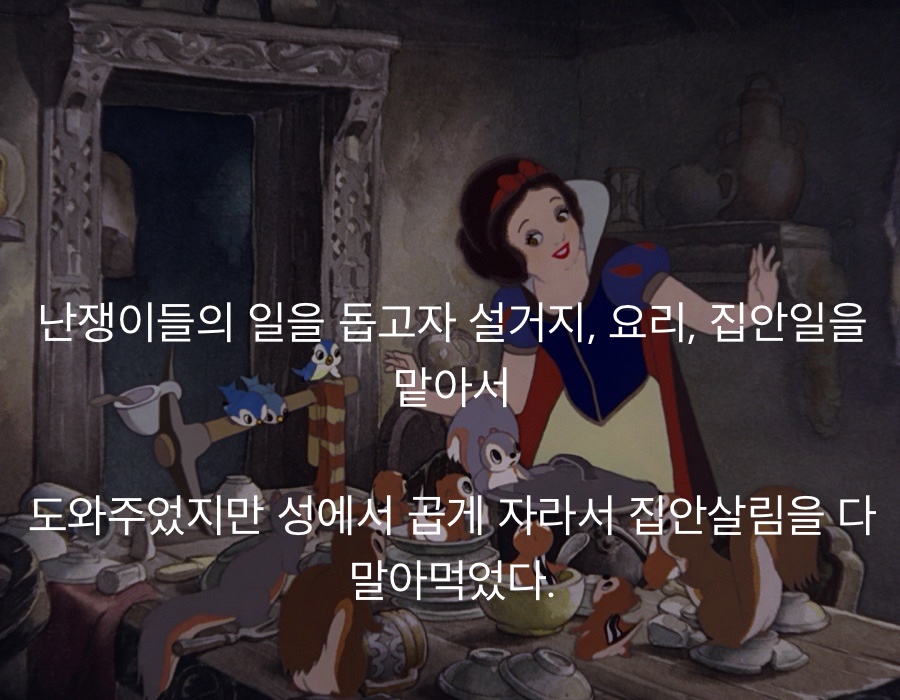 난쟁이들의 일을 돕고자 설거지, 요리, 집안일을
맡아서
도와주었지만 성에서 곱게 자라서 집안살림을 다
말아먹었다.